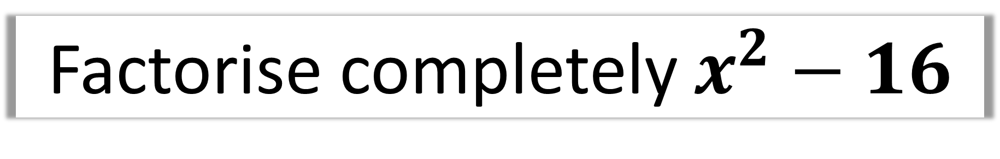 Factorise completely x² − 16